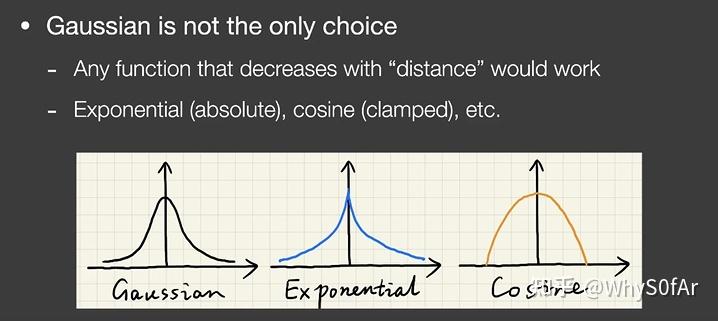 • Gaussian is not the only choice
- Any function that decreases with “distance” would work
- Exponential (absolute), cosine (clamped), etc.
Gaussian Exponential Cosine
知乎 @WhyS0fAr